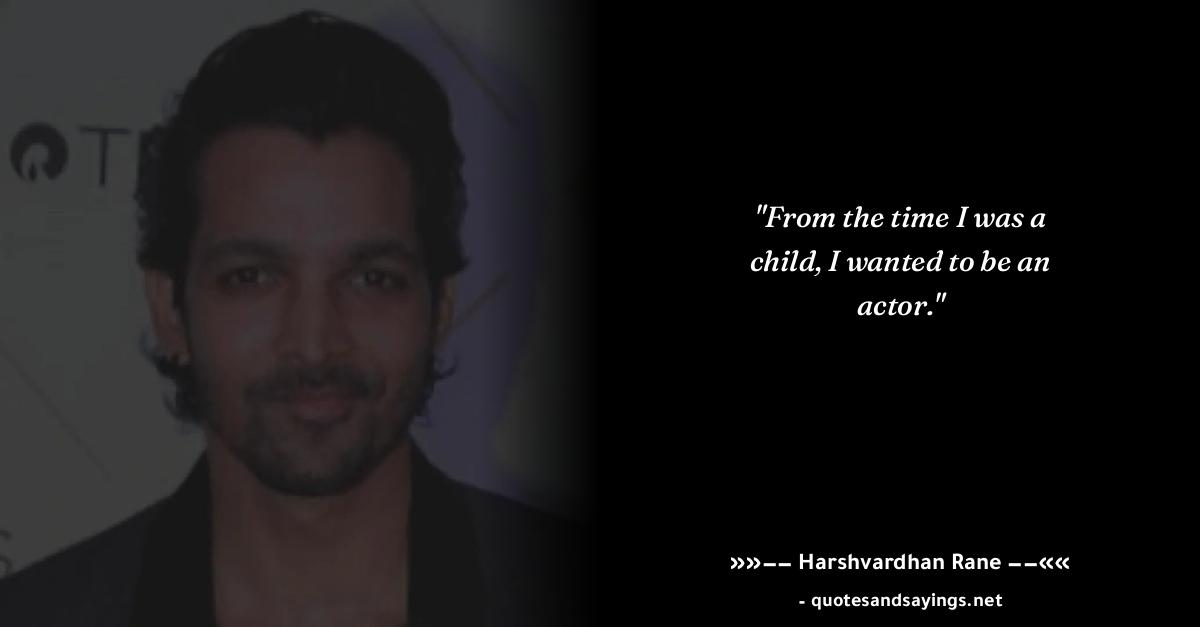 "From the time I was a
child, I wanted to be an
actor."
»»−− Harshvardhan Rane −−««
- quotesandsayings.net